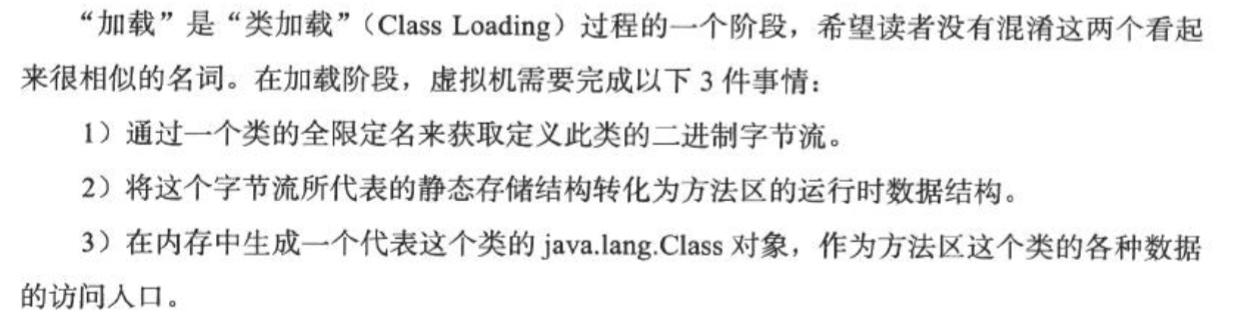 “加载”是“类加载”（Class Loading）过程的一个阶段，希望读者没有混淆这两个看起
来很相似的名词。在加载阶段，虚拟机需要完成以下 3 件事情：
1）通过一个类的全限定名来获取定义此类的二进制字节流。
2）将这个字节流所代表的静态存储结构转化为方法区的运行时数据结构。
3）在内存中生成一个代表这个类的 java.lang.Class 对象，作为方法区这个类的各种数据
的访问入口。